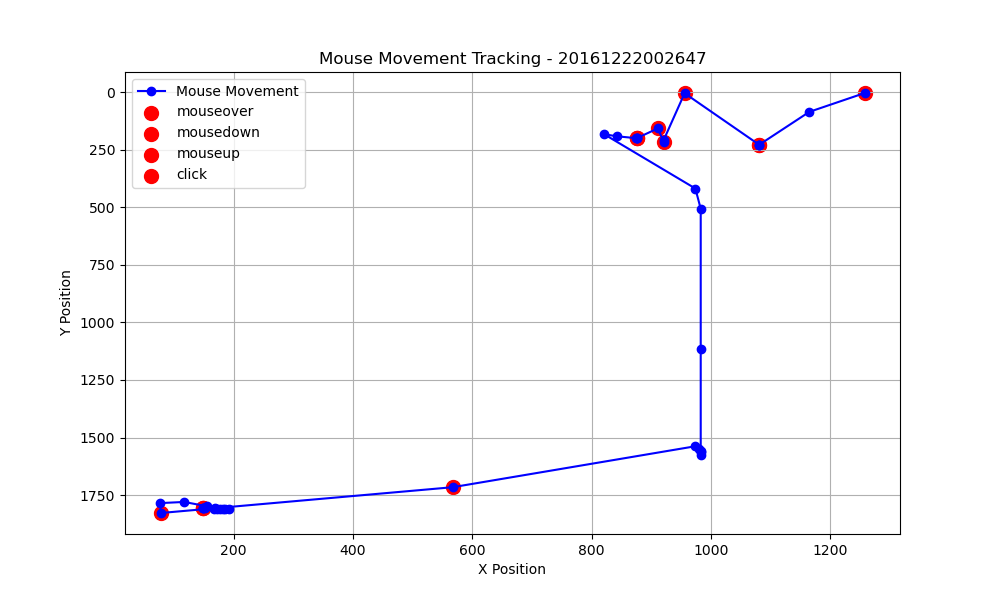 Mouse Movement Tracking - 20161222002647
Mouse Movement
mouseover
mousedown
mouseup
click
0
250
500
750
1000
1250
1500
1750
Y Position
200 400 600 800 1000 1200
X Position